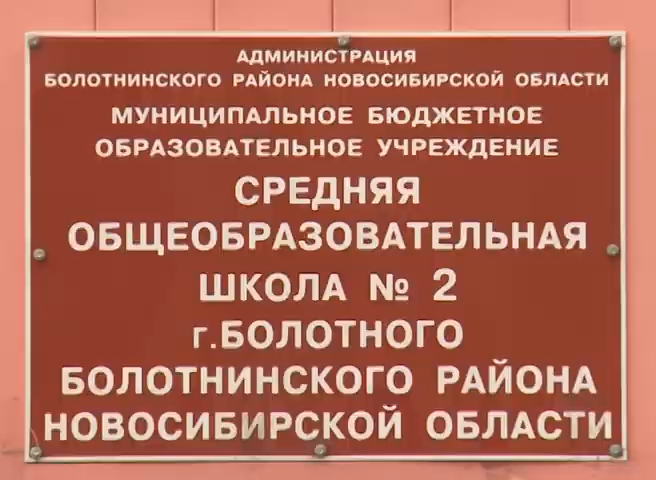 АДМИНИСТРАЦИЯ
БОЛОТНИНСКОГО РАЙОНА НОВОСИБИРСКОЙ ОБЛАСТИ
МУНИЦИПАЛЬНОЕ БЮДЖЕТНОЕ
ОБРАЗОВАТЕЛЬНОЕ УЧРЕЖДЕНИЕ
СРЕДНЯЯ
ОБЩЕОБРАЗОВАТЕЛЬНАЯ
ШКОЛА № 2
г.БОЛОТНОГО
БОЛОТНИНСКОГО РАЙОНА
НОВОСИБИРСКОЙ ОБЛАСТИ